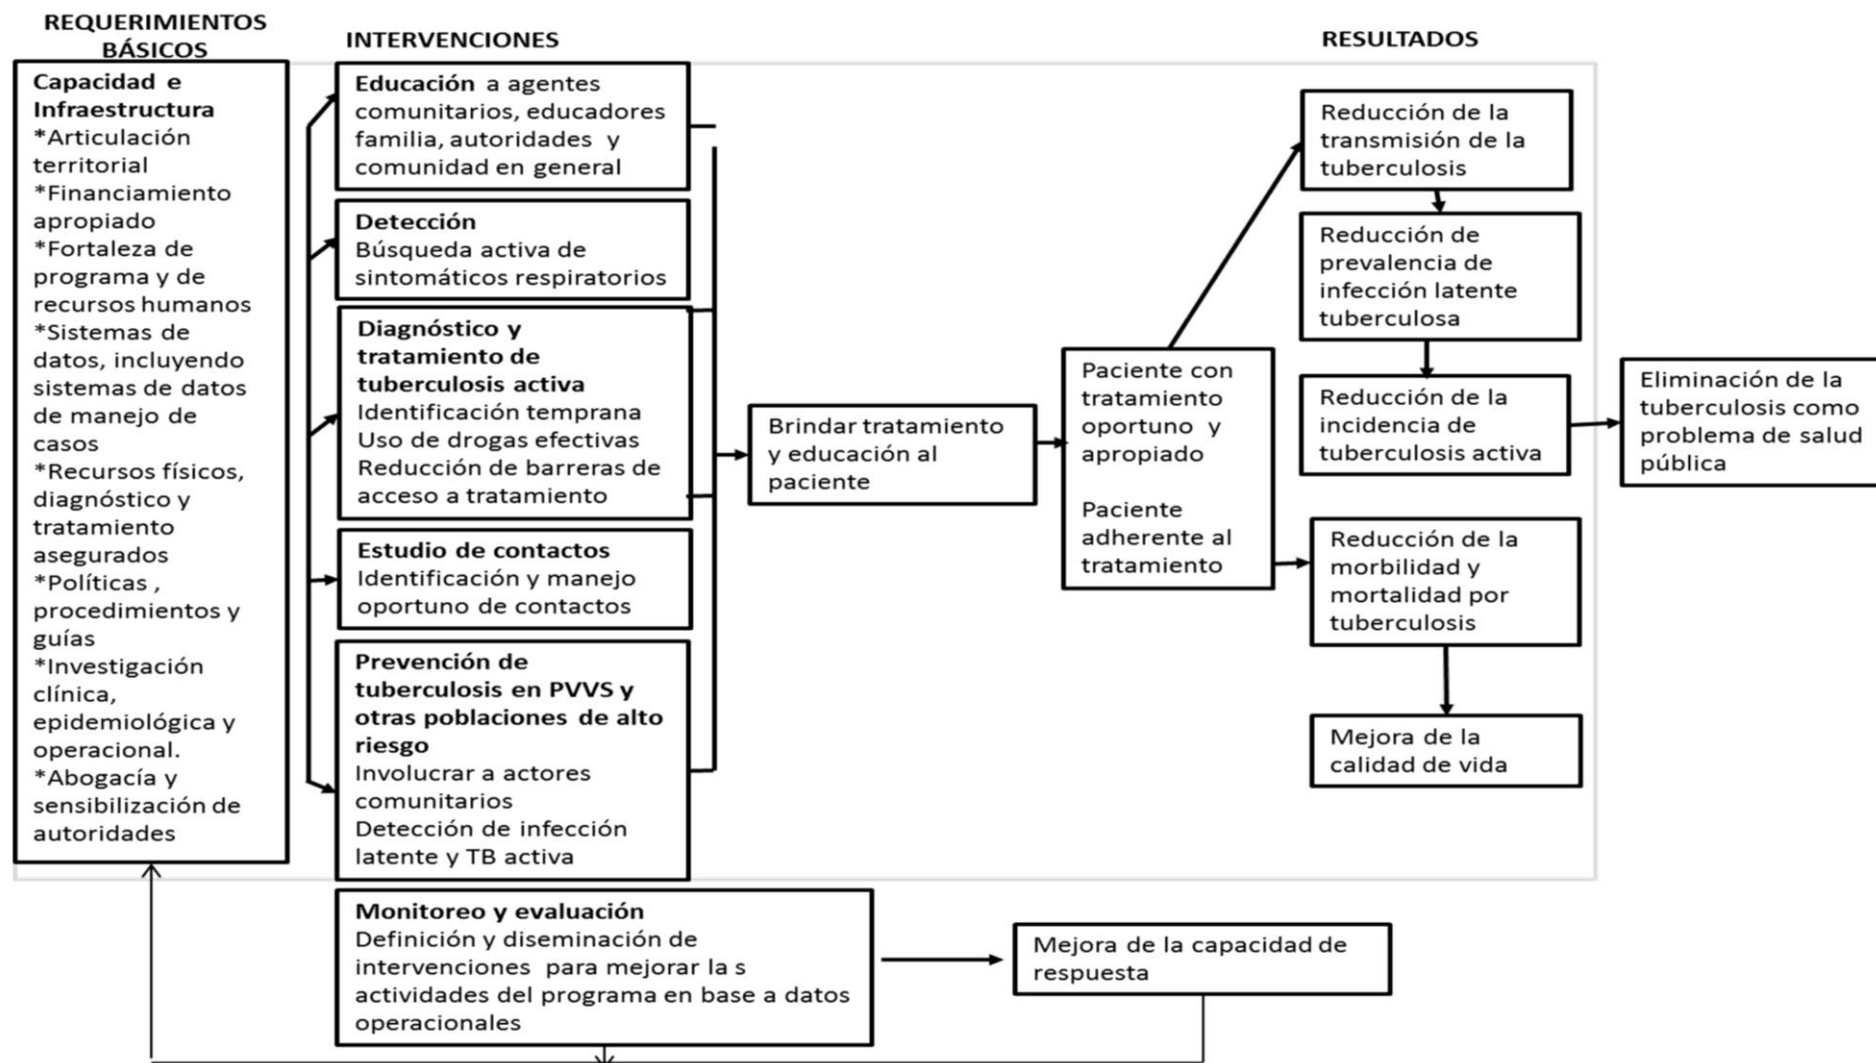 REQUERIMIENTOS
BÁSICOS
Capacidad e
Infraestructura
*Articulación
territorial
*Financiamiento
apropiado
*Fortaleza de
programa y de
recursos humanos
*Sistemas de
datos, incluyendo
sistemas de datos
de manejo de
casos
*Recursos físicos,
diagnóstico y
tratamiento
asegurados
*Políticas ,
procedimientos y
guías
*Investigación
clínica,
epidemiológica y
operacional.
*Abogacía y
sensibilización de
autoridades
INTERVENCIONES
Educación a agentes
comunitarios, educadores
familia, autoridades y
comunidad en general
Detección
Búsqueda activa de
sintomáticos respiratorios
Diagnóstico y
tratamiento de
tuberculosis activa
Identificación temprana
Uso de drogas efectivas
Reducción de barreras de
acceso a tratamiento
Estudio de contactos
Identificación y manejo
oportuno de contactos
Prevención de
tuberculosis en PVVS y
otras poblaciones de alto
riesgo
Involucrar a actores
comunitarios
Detección de infección
latente y TB activa
Brindar tratamiento
y educación al
paciente
Paciente con
tratamiento
oportuno y
apropiado
Paciente
adherente al
tratamiento
RESULTADOS
Reducción de la
transmisión de la
tuberculosis
Reducción de
prevalencia de
infección latente
tuberculosa
Reducción de la
incidencia de
tuberculosis activa
Reducción de la
morbilidad y
mortalidad por
tuberculosis
Mejora de la
calidad de vida
Eliminación de la
tuberculosis como
problema de salud
pública
Monitoreo y evaluación
Definición y diseminación de
intervenciones para mejorar la s
actividades del programa en base a datos
operacionales
Mejora de la capacidad de
respuesta